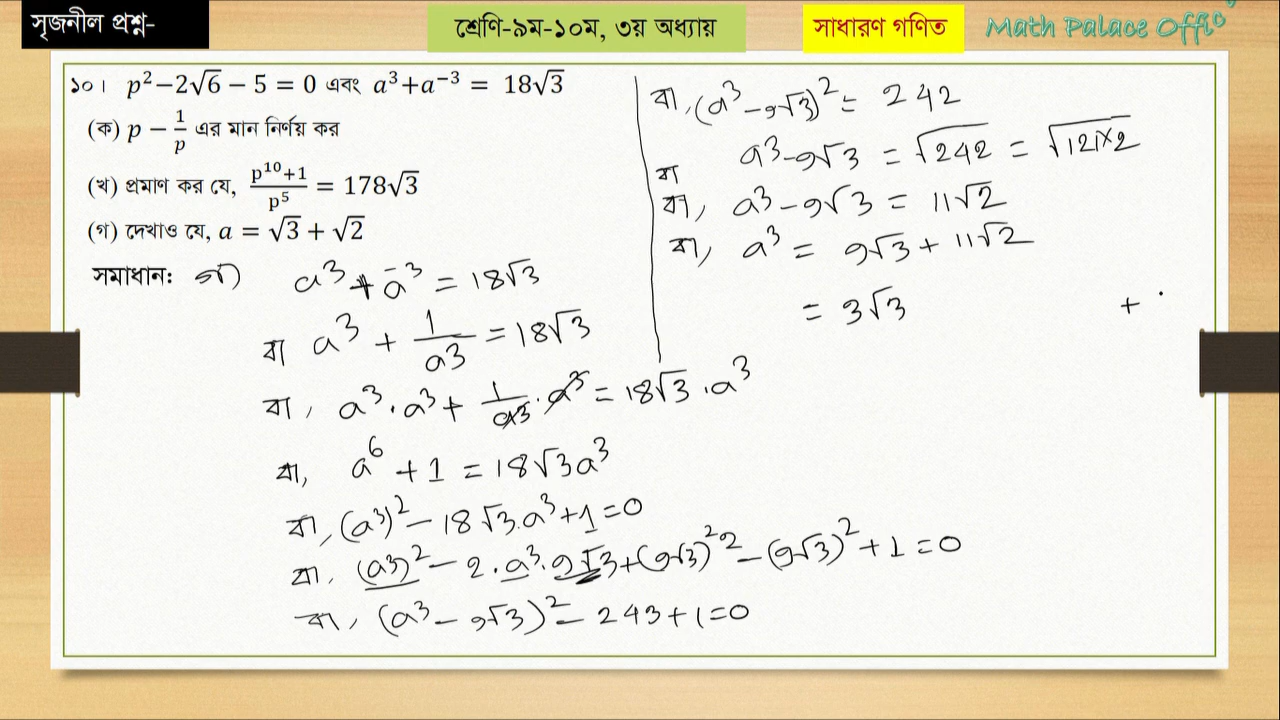 সৃজনীল প্রশ্ন-
শ্রেণি-৯ম-১০ম, ৩য় অধ্যায়
সাধারণ গণিত
Math Palace Offi
১০। p²−2√6 − 5 = 0 এবং a³+a⁻³ = 18√3
(ক) p − 1/p এর মান নির্ণয় কর
(খ) প্রমাণ কর যে, (p¹⁰+1)/p⁵ = 178√3
(গ) দেখাও যে, a = √3 + √2
সমাধানঃ গ) a³ + a⁻³ = 18√3
বা a³ + 1/a³ = 18√3
বা, a³ · a³ + 1/a³ · a³ = 18√3 · a³
বা, a⁶ + 1 = 18√3a³
বা, (a³)² − 18√3·a³ + 1 = 0
বা, (a³)² − 2·a³·9√3 + (9√3)² − (9√3)² + 1 = 0
বা, (a³ − 9√3)² − 243 + 1 = 0
বা, (a³ − 9√3)² = 242
বা a³ − 9√3 = √242 = √121×2
বা, a³ − 9√3 = 11√2
বা, a³ = 9√3 + 11√2
= 3√3 +